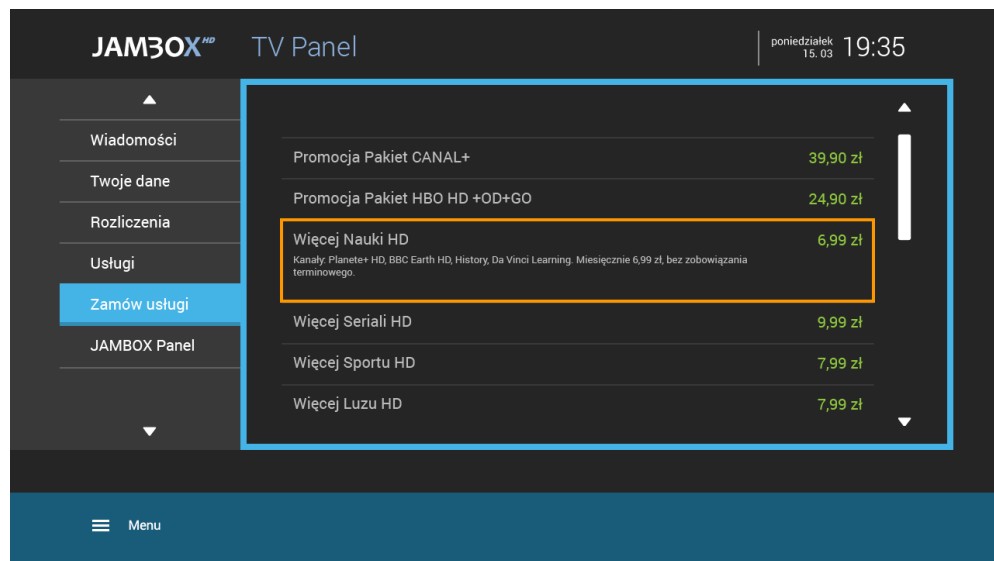 JAMBOX HD TV Panel
poniedziałek
15. 03
19:35
Wiadomości
Twoje dane
Rozliczenia
Usługi
Zamów usługi
JAMBOX Panel
Promocja Pakiet CANAL+ 39,90 zł
Promocja Pakiet HBO HD +OD+GO 24,90 zł
Więcej Nauki HD 6,99 zł
Kanały: Planete+ HD, BBC Earth HD, History, Da Vinci Learning. Miesięcznie 6,99 zł, bez zobowiązania
terminowego.
Więcej Seriali HD 9,99 zł
Więcej Sportu HD 7,99 zł
Więcej Luzu HD 7,99 zł
Menu